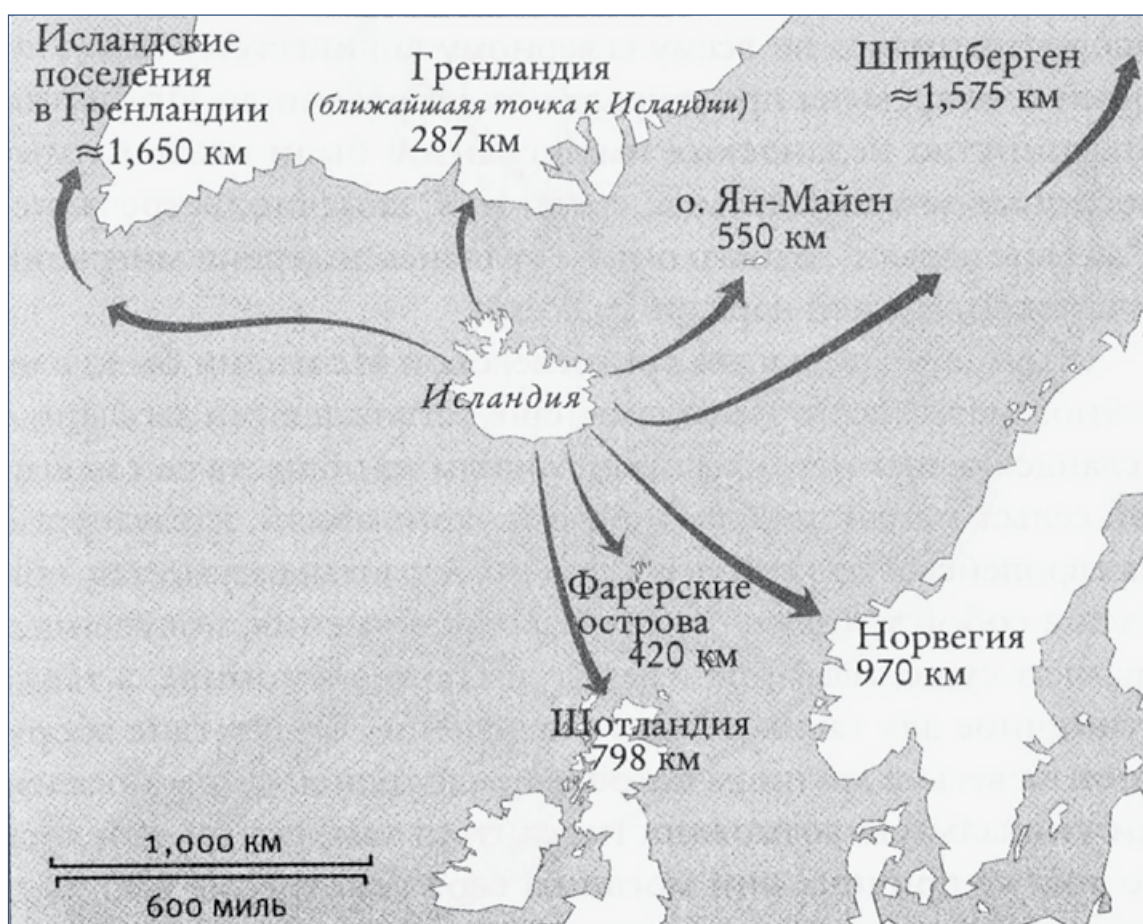 Исландские
поселения
в Гренландии
≈ 1,650 км
Гренландия
(ближайшая точка к Исландии)
287 км
Шпицберген
≈1,575 км
о. Ян-Майен
550 км
Исландия
Фарерские
острова
420 км
Норвегия
970 км
Шотландия
798 км
1,000 КМ
600 МИЛЬ